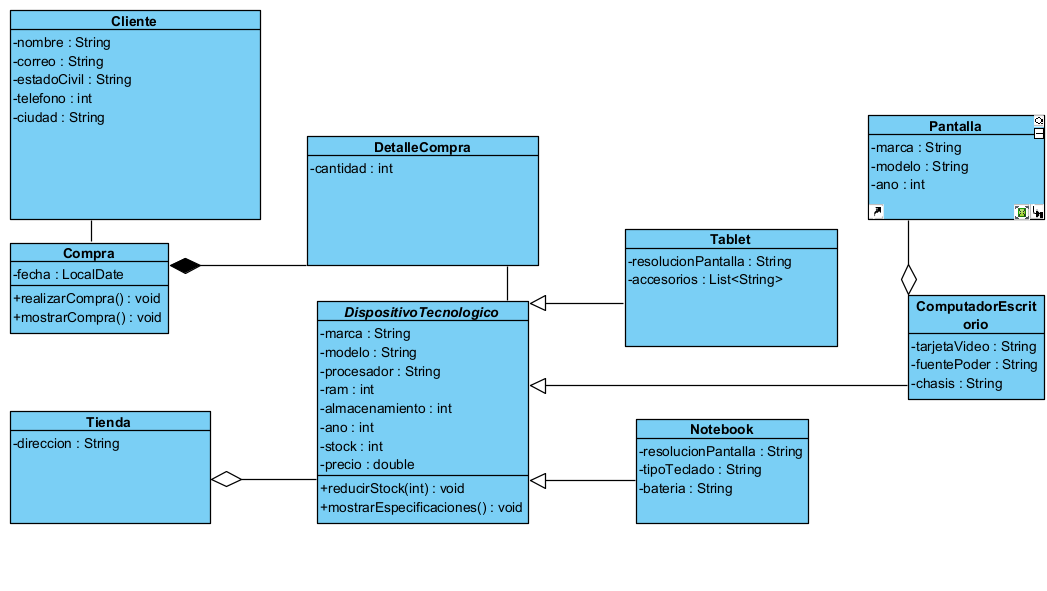 Cliente
-nombre : String
-correo : String
-estadoCivil : String
-telefono : int
-ciudad : String
Compra
-fecha : LocalDate
+realizarCompra() : void
+mostrarCompra() : void
DetalleCompra
-cantidad : int
Tienda
-direccion : String
DispositivoTecnologico
-marca : String
-modelo : String
-procesador : String
-ram : int
-almacenamiento : int
-ano : int
-stock : int
-precio : double
+reducirStock(int) : void
+mostrarEspecificaciones() : void
Tablet
-resolucionPantalla : String
-accesorios : List<String>
Notebook
-resolucionPantalla : String
-tipoTeclado : String
-bateria : String
Pantalla
-marca : String
-modelo : String
-ano : int
ComputadorEscrit
orio
-tarjetaVideo : String
-fuentePoder : String
-chasis : String